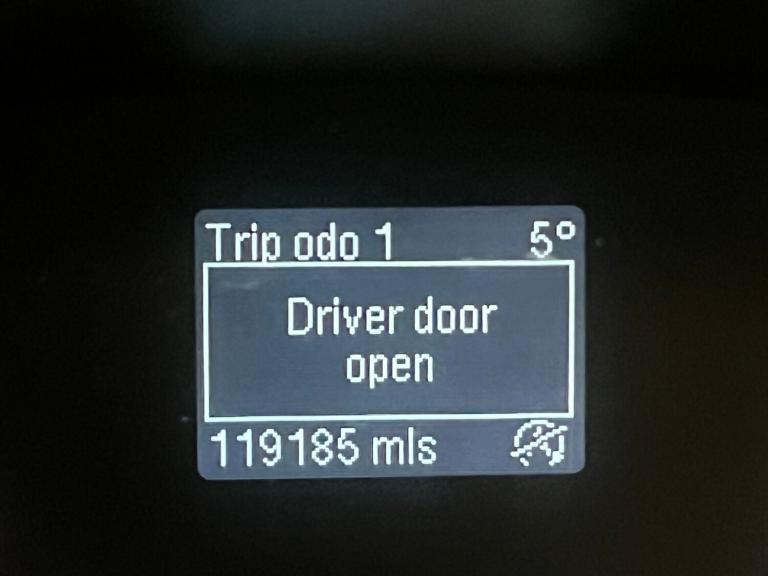 Trip odo 1 5°
Driver door
open
119185 mls